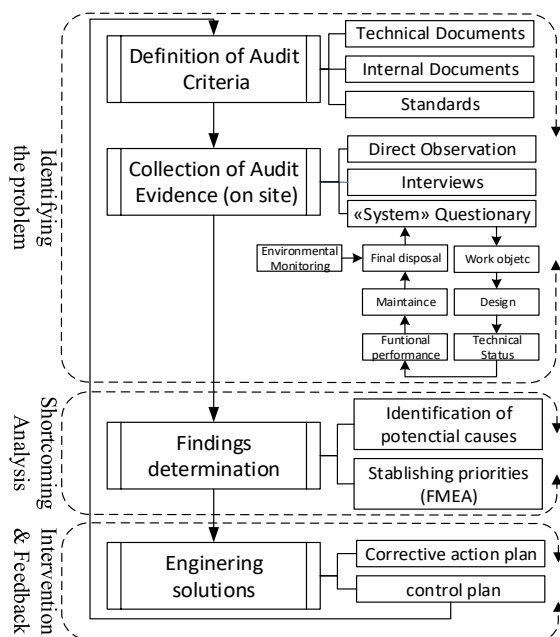 Identifying
the problem
Definition of Audit
Criteria
Technical Documents
Internal Documents
Standards
Collection of Audit
Evidence (on site)
Direct Observation
Interviews
«System» Questionary
Environmental
Monitoring
Final disposal
Work objetc
Maintaince
Design
Funtional
performance
Technical
Status
Shortcoming
Analysis
Findings
determination
Identification of
potenctial causes
Stablishing priorities
(FMEA)
Intervention
& Feedback
Enginering
solutions
Corrective action plan
control plan